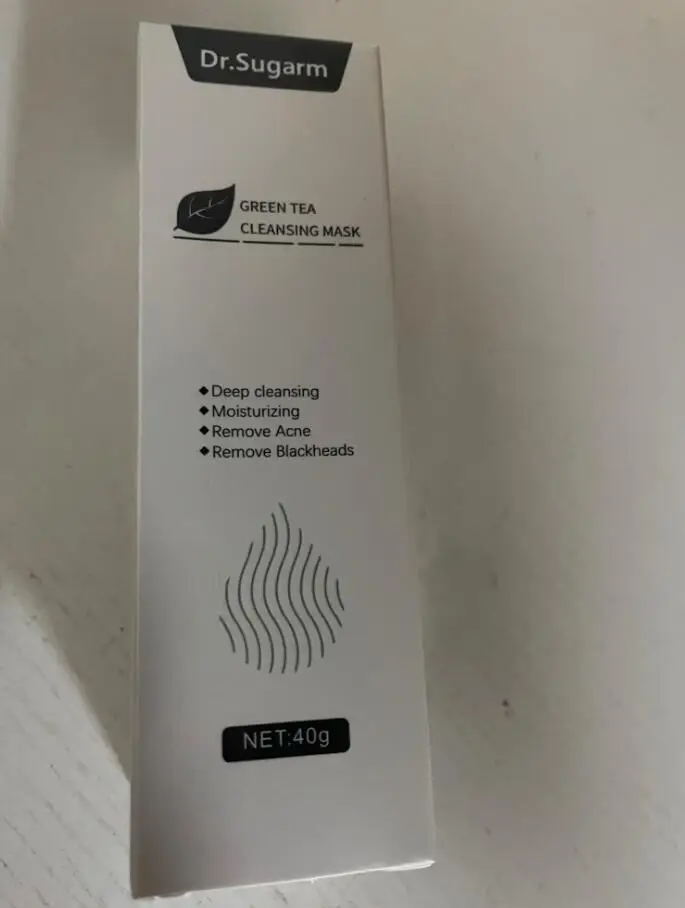 Dr.Sugarm
GREEN TEA
CLEANSING MASK
◆Deep cleansing
◆Moisturizing
◆Remove Acne
◆Remove Blackheads
NET:40g